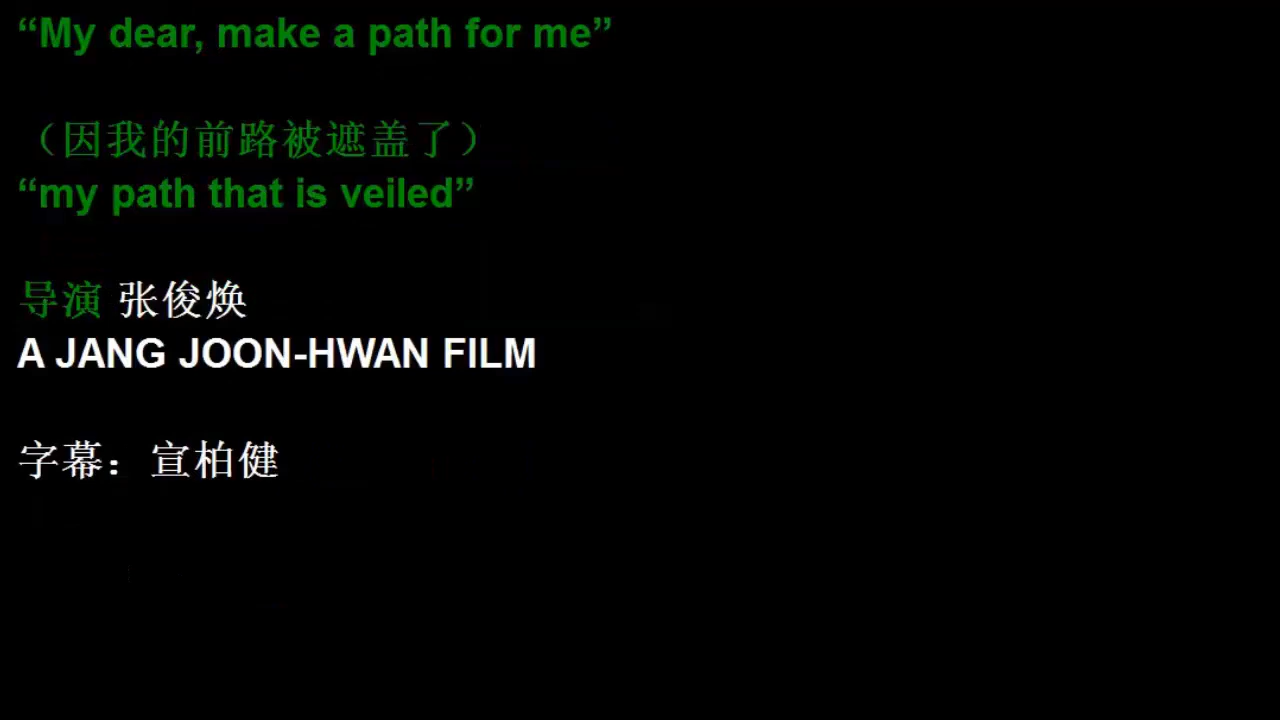 “My dear, make a path for me”
（因我的前路被遮盖了）
“my path that is veiled”
导演 张俊焕
A JANG JOON-HWAN FILM
字幕：宣柏健